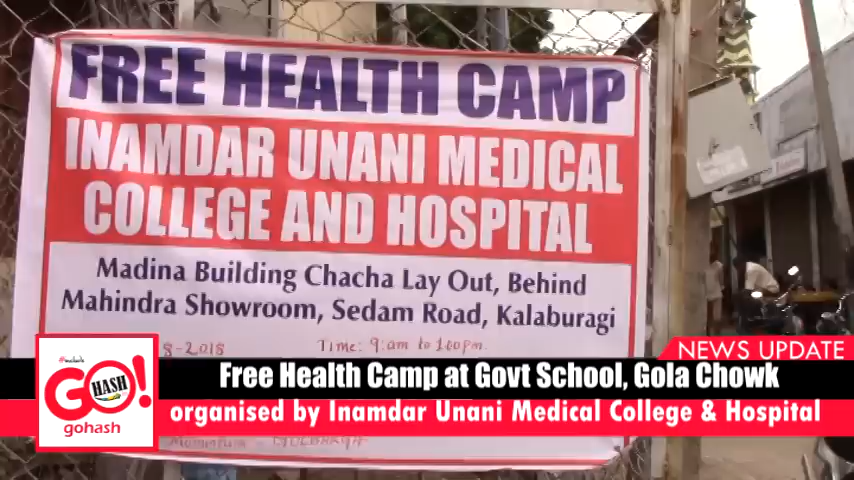 FREE HEALTH CAMP
INAMDAR UNANI MEDICAL
COLLEGE AND HOSPITAL
Madina Building Chacha Lay Out, Behind
Mahindra Showroom, Sedam Road, Kalaburagi
8-2018 Time: 9:am to 1:00pm.
NEWS UPDATE
GO!
HASH
gohash
Free Health Camp at Govt School, Gola Chowk
organised by Inamdar Unani Medical College & Hospital
GULBARGA